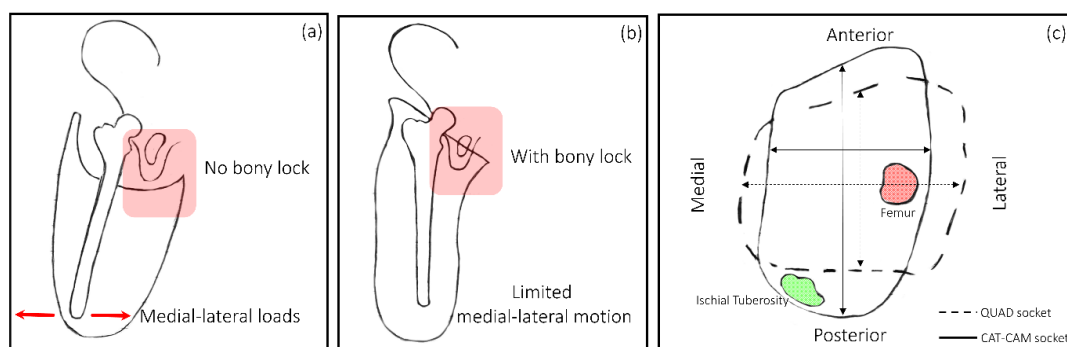 (a)
No bony lock
Medial-lateral loads
(b)
With bony lock
Limited
medial-lateral motion
(c)
Anterior
Medial
Lateral
Femur
Ischial Tuberosity
Posterior
QUAD socket
CAT-CAM socket